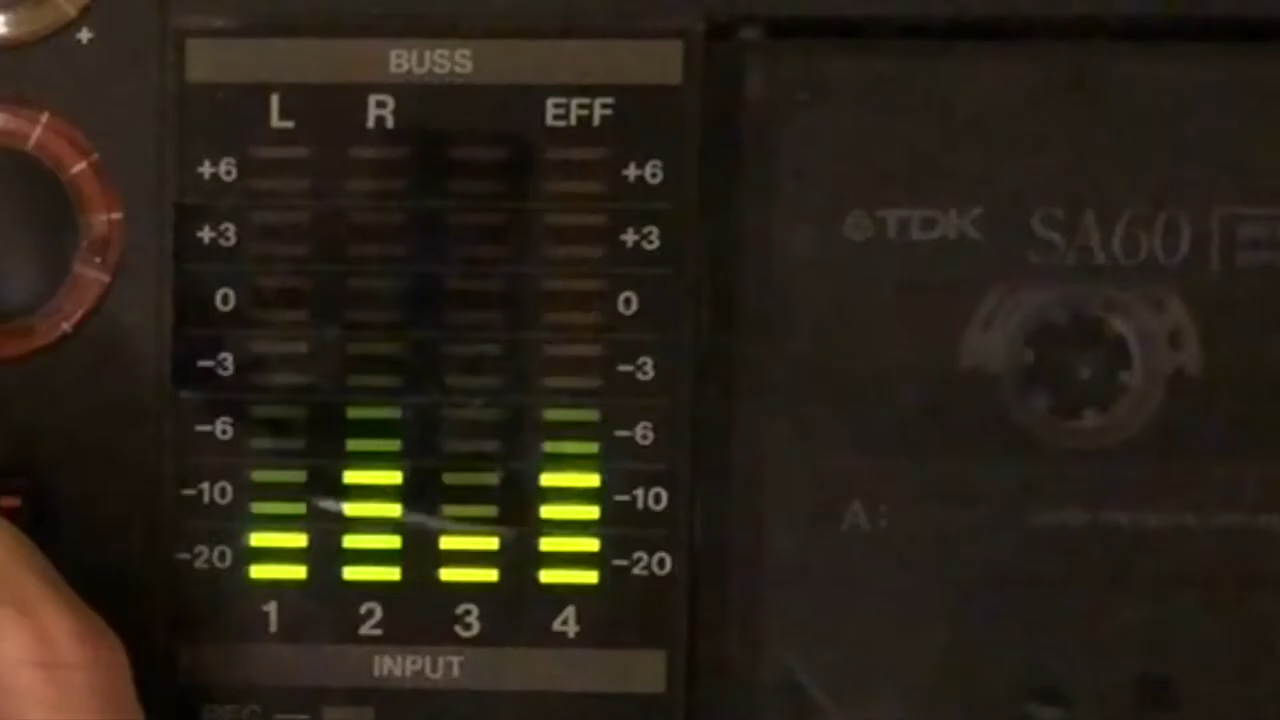 BUSS
L R EFF
+6 +6
+3 +3
0 0
−3 −3
−6 −6
−10 −10
−20 −20
1 2 3 4
INPUT
TDK SA60
A: